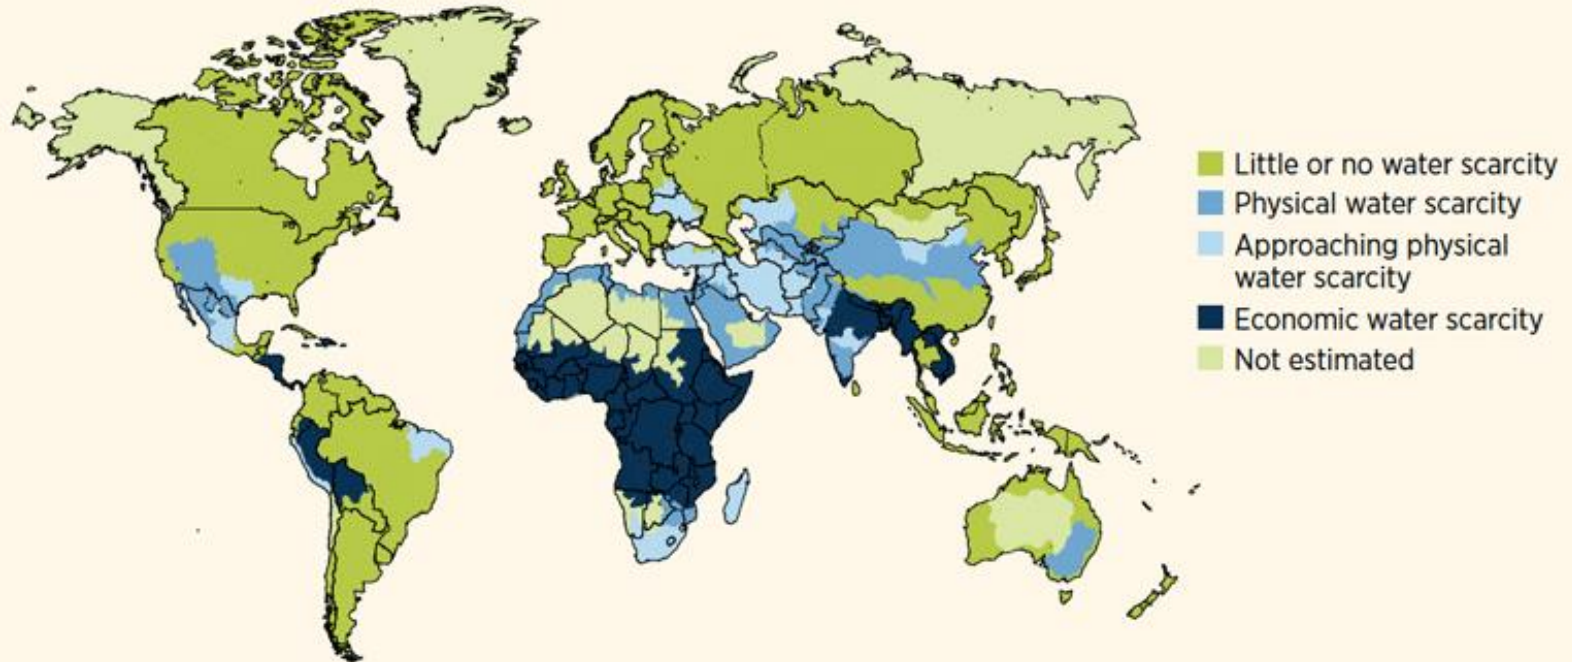 Little or no water scarcity
Physical water scarcity
Approaching physical
water scarcity
Economic water scarcity
Not estimated